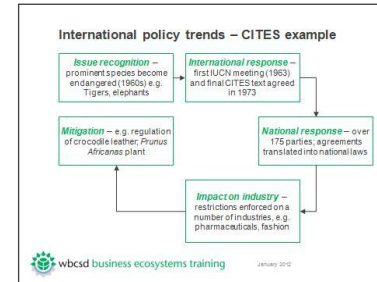 International policy trends – CITES example
Issue recognition –
prominent species become
endangered (1960s) e.g.
Tigers, elephants
International response –
first IUCN meeting (1963)
and final CITES text agreed
in 1973
National response – over
175 parties; agreements
translated into national laws
Impact on industry –
restrictions enforced on a
number of industries, e.g.
pharmaceuticals, fashion
Mitigation – e.g. regulation
of crocodile leather; Prunus
Africanas plant
wbcsd business ecosystems training
January 2012